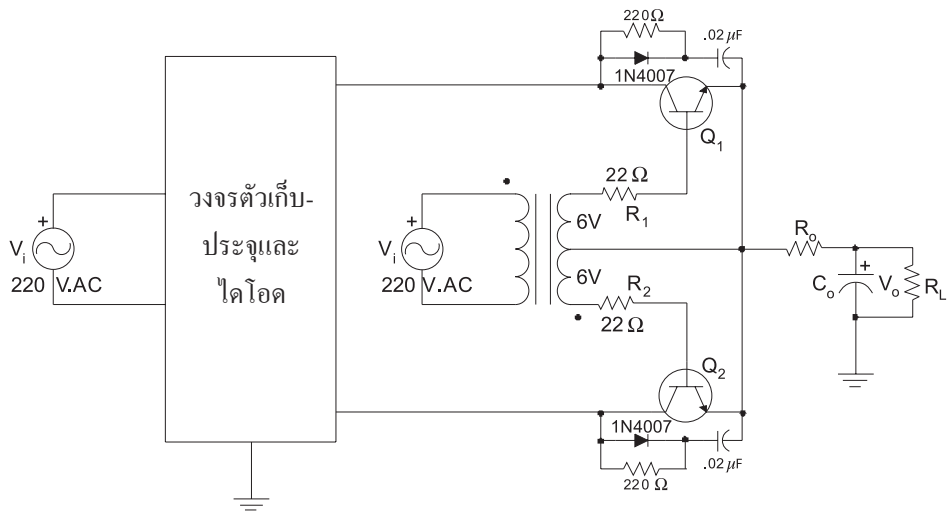 220Ω
.02 µF
1N4007
Q1
22 Ω
R1
6V
วงจรตัวเก็บ-
ประจุและ
ไดโอด
+
Vi
220 V.AC
+
Vi
220 V.AC
6V
R2
22 Ω
Ro
+
Co
Vo
RL
Q2
1N4007
.02 µF
220 Ω